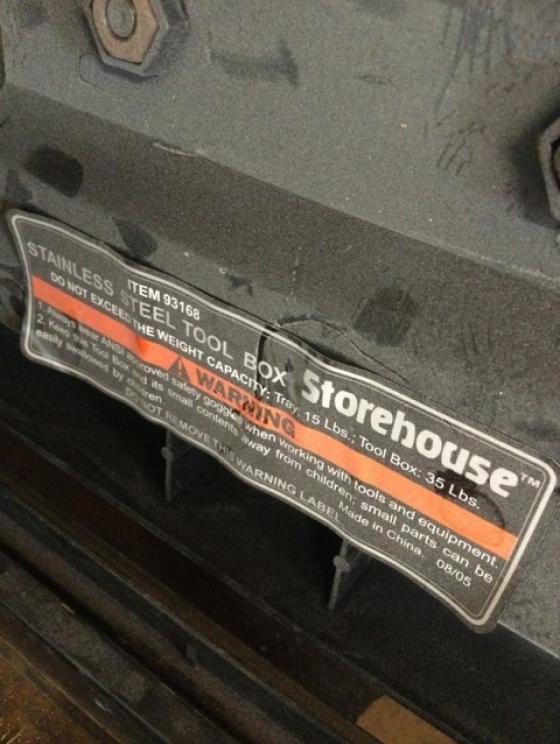 ITEM 93168
STAINLESS STEEL TOOL BOX
Storehouse™
DO NOT EXCEED THE WEIGHT CAPACITY: Tray: 15 Lbs.; Tool Box: 35 Lbs.
WARNING
1. Always wear ANSI approved safety goggles when working with tools and equipment.
2. Keep this Tool Box and its small contents away from children; small parts can be
easily swallowed by children.
Made in China. 08/05
DO NOT REMOVE THIS WARNING LABEL